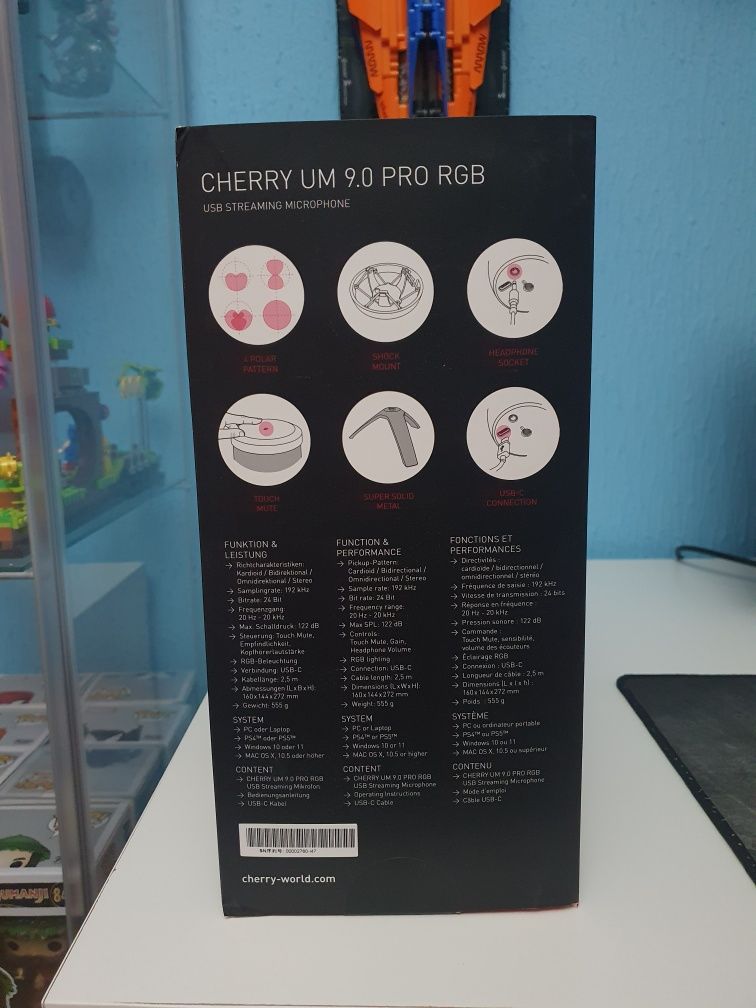 ARROW
ARROW
CHERRY UM 9.0 PRO RGB
USB STREAMING MICROPHONE
4 POLAR
PATTERN
SHOCK
MOUNT
HEADPHONE
SOCKET
TOUCH
MUTE
SUPER SOLID
METAL
USB-C
CONNECTION
FUNKTION &
LEISTUNG
→ Richtcharakteristiken:
Kardioid / Bidirektional /
Omnidirektional / Stereo
→ Samplingrate: 192 kHz
→ Bitrate: 24 Bit
→ Frequenzgang:
20 Hz - 20 kHz
→ Max. Schalldruck: 122 dB
→ Steuerung: Touch Mute,
Empfindlichkeit,
Kopfhörerlautstärke
→ RGB-Beleuchtung
→ Verbindung: USB-C
→ Kabellänge: 2,5 m
→ Abmessungen (L x B x H):
160 x 144 x 272 mm
→ Gewicht: 555 g
SYSTEM
→ PC oder Laptop
→ PS4™ oder PS5™
→ Windows 10 oder 11
→ MAC OS X, 10.5 oder höher
CONTENT
→ CHERRY UM 9.0 PRO RGB
USB Streaming Mikrofon
→ Bedienungsanleitung
→ USB-C Kabel
FUNCTION &
PERFORMANCE
→ Pickup-Pattern:
Cardioid / Bidirectional /
Omnidirectional / Stereo
→ Sample rate: 192 kHz
→ Bit rate: 24 Bit
→ Frequency range:
20 Hz - 20 kHz
→ Max SPL: 122 dB
→ Controls:
Touch Mute, Gain,
Headphone Volume
→ RGB lighting
→ Connection: USB-C
→ Cable length: 2,5 m
→ Dimensions (L x W x H):
160 x 144 x 272 mm
→ Weight: 555 g
SYSTEM
→ PC or Laptop
→ PS4™ or PS5™
→ Windows 10 or 11
→ MAC OS X, 10.5 or higher
CONTENT
→ CHERRY UM 9.0 PRO RGB
USB Streaming Microphone
→ Operating Instructions
→ USB-C Cable
FONCTIONS ET
PERFORMANCES
→ Directivités :
cardioïde / bidirectionnel /
omnidirectionnel / stéréo
→ Fréquence de saisie : 192 kHz
→ Vitesse de transmission : 24 bits
→ Réponse en fréquence :
20 Hz - 20 kHz
→ Pression sonore : 122 dB
→ Commande :
Touch Mute, sensibilité,
volume des écouteurs
→ Éclairage RGB
→ Connexion : USB-C
→ Longueur de câble : 2,5 m
→ Dimensions (L x l x h) :
160 x 144 x 272 mm
→ Poids : 555 g
SYSTÈME
→ PC ou ordinateur portable
→ PS4™ ou PS5™
→ Windows 10 ou 11
→ MAC OS X, 10.5 ou supérieur
CONTENU
→ CHERRY UM 9.0 PRO RGB
USB Streaming Microphone
→ Mode d'emploi
→ Câble USB-C
cherry-world.com
UMANJI